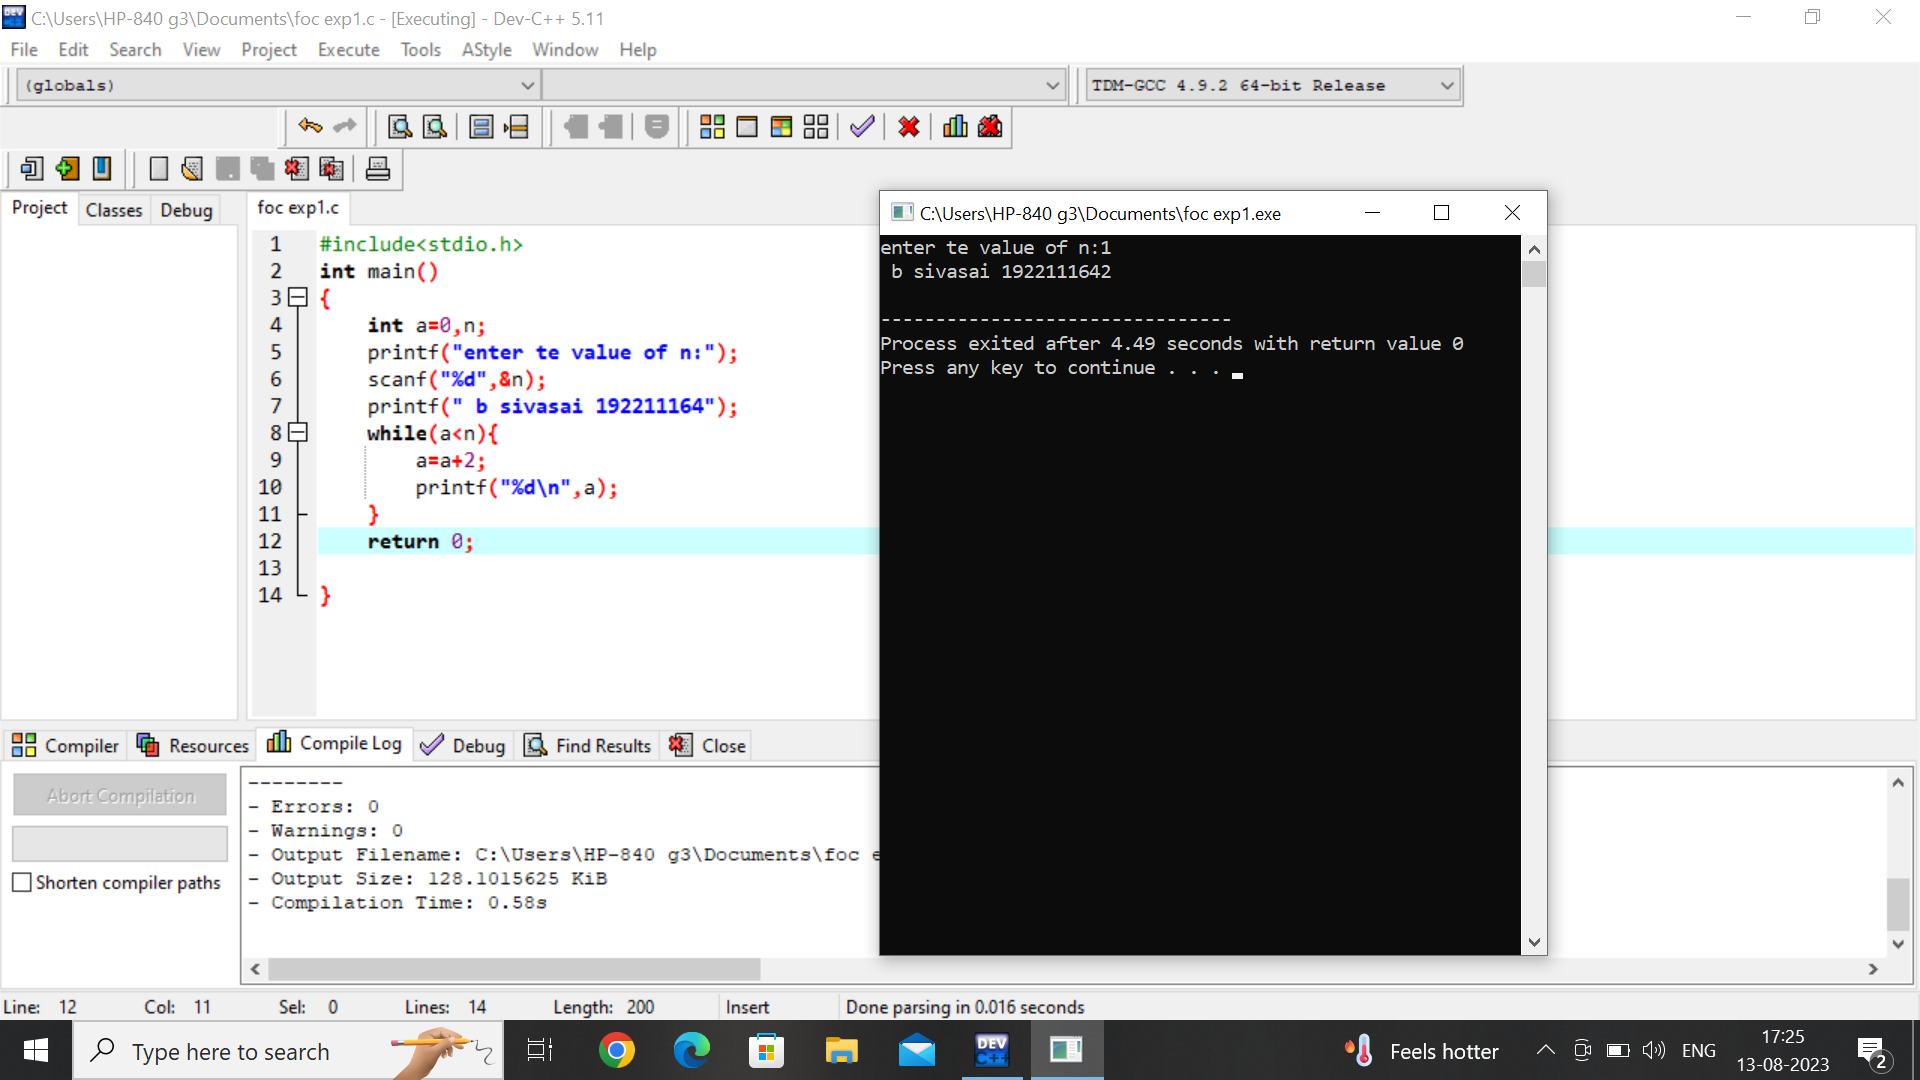 C:\Users\HP-840 g3\Documents\foc exp1.c - [Executing] - Dev-C++ 5.11
File Edit Search View Project Execute Tools AStyle Window Help
(globals)
TDM-GCC 4.9.2 64-bit Release
Project Classes Debug
foc exp1.c
1 #include<stdio.h>
2 int main()
3 {
4 int a=0,n;
5 printf("enter te value of n:");
6 scanf("%d",&n);
7 printf(" b sivasai 192211164");
8 while(a<n){
9 a=a+2;
10 printf("%d\n",a);
11 }
12 return 0;
13
14 }
C:\Users\HP-840 g3\Documents\foc exp1.exe
enter te value of n:1
b sivasai 1922111642
--------------------------------
Process exited after 4.49 seconds with return value 0
Press any key to continue . . .
Compiler Resources Compile Log Debug Find Results Close
Abort Compilation
Shorten compiler paths
--------
- Errors: 0
- Warnings: 0
- Output Filename: C:\Users\HP-840 g3\Documents\foc e
- Output Size: 128.1015625 KiB
- Compilation Time: 0.58s
Line: 12 Col: 11 Sel: 0 Lines: 14 Length: 200 Insert Done parsing in 0.016 seconds
Type here to search
DEV C++
Feels hotter
ENG
17:25
13-08-2023
2